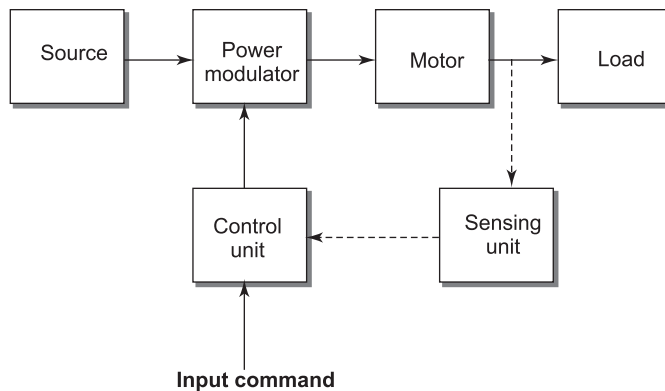 Source
Power
modulator
Motor
Load
Control
unit
Sensing
unit
Input command